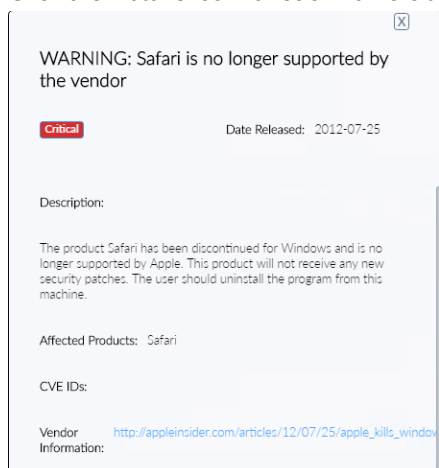 X
WARNING: Safari is no longer supported by
the vendor
Critical
Date Released: 2012-07-25
Description:
The product Safari has been discontinued for Windows and is no
longer supported by Apple. This product will not receive any new
security patches. The user should uninstall the program from this
machine.
Affected Products: Safari
CVE IDs:
Vendor http://appleinsider.com/articles/12/07/25/apple_kills_window
Information: